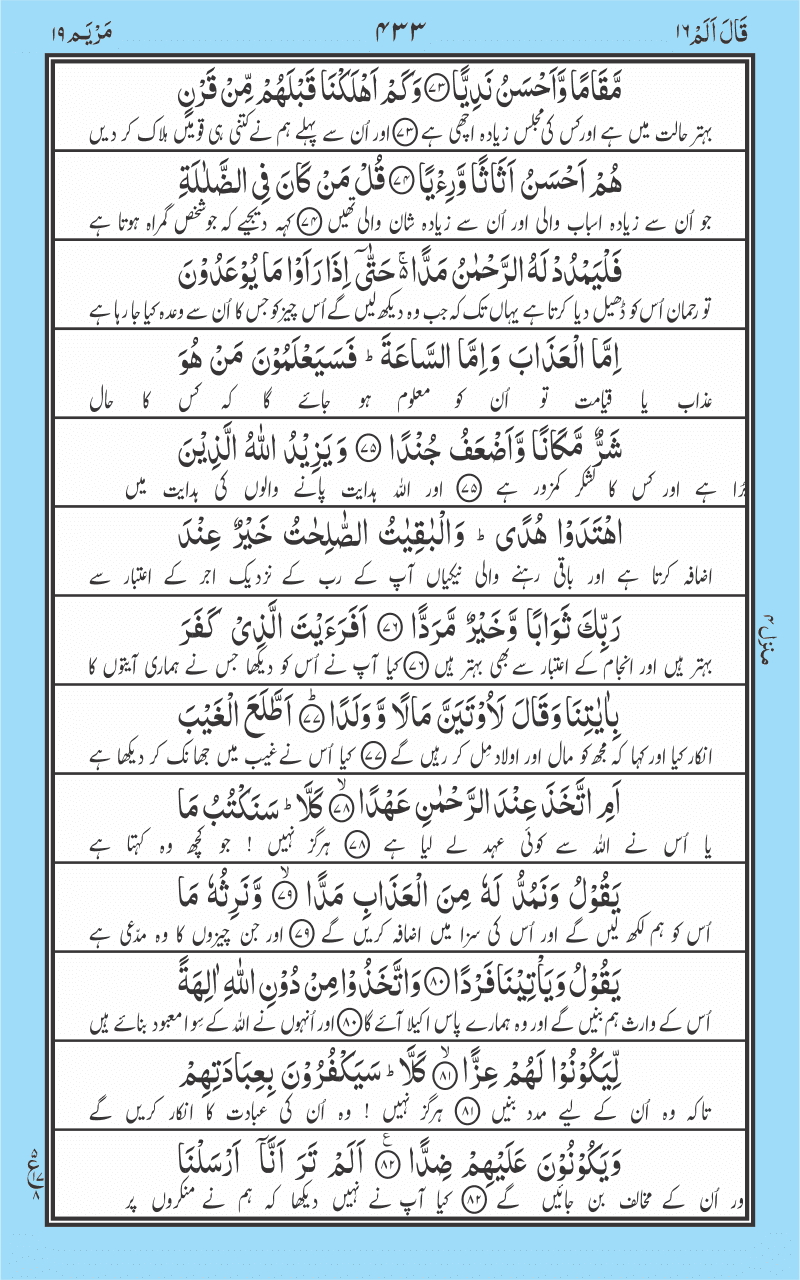 قَالَ اَلَمْ ١٦
٤٣٣
مَرْيَم ١٩
مَّقَامًا وَّاَحْسَنُ نَدِيًّا ﴿٧٣﴾ وَكَمْ اَهْلَكْنَا قَبْلَهُمْ مِّنْ قَرْنٍ
بہتر حالت میں ہے اور کس کی مجلس زیادہ اچھی ہے ﴿٧٣﴾ اور اُن سے پہلے ہم نے کتنی ہی قومیں ہلاک کر دیں
هُمْ اَحْسَنُ اَثَاثًا وَّرِءْيًا ﴿٧٤﴾ قُلْ مَنْ كَانَ فِي الضَّلٰلَةِ
جو اُن سے زیادہ اسباب والی اور اُن سے زیادہ شان والی تھیں ﴿٧٤﴾ کہہ دیجیے کہ جو شخص گمراہ ہوتا ہے
فَلْيَمْدُدْ لَهُ الرَّحْمٰنُ مَدًّا ۚ حَتّٰۤى اِذَا رَاَوْا مَا يُوْعَدُوْنَ
تو رحمان اُس کو ڈھیل دیا کرتا ہے یہاں تک کہ جب وہ دیکھ لیں گے اُس چیز کو جس کا اُن سے وعدہ کیا جا رہا ہے
اِمَّا الْعَذَابَ وَاِمَّا السَّاعَةَ ؕ فَسَيَعْلَمُوْنَ مَنْ هُوَ
عذاب یا قیامت تو اُن کو معلوم ہو جائے گا کہ کس کا حال
شَرٌّ مَّكَانًا وَّاَضْعَفُ جُنْدًا ﴿٧٥﴾ وَيَزِيْدُ اللّٰهُ الَّذِيْنَ
بُرا ہے اور کس کا لشکر کمزور ہے ﴿٧٥﴾ اور اللہ ہدایت پانے والوں کی ہدایت میں
اهْتَدَوْا هُدًى ؕ وَالْبٰقِيٰتُ الصّٰلِحٰتُ خَيْرٌ عِنْدَ
اضافہ کرتا ہے اور باقی رہنے والی نیکیاں آپ کے رب کے نزدیک اجر کے اعتبار سے
رَبِّكَ ثَوَابًا وَّخَيْرٌ مَّرَدًّا ﴿٧٦﴾ اَفَرَءَيْتَ الَّذِيْ كَفَرَ
بہتر ہیں اور انجام کے اعتبار سے بھی بہتر ہیں ﴿٧٦﴾ کیا آپ نے اُس کو دیکھا جس نے ہماری آیتوں کا
بِاٰيٰتِنَا وَقَالَ لَاُوْتَيَنَّ مَالًا وَّوَلَدًا ؕ﴿٧٧﴾ اَطَّلَعَ الْغَيْبَ
انکار کیا اور کہا کہ مجھ کو مال اور اولاد مِل کر رہیں گے ﴿٧٧﴾ کیا اُس نے غیب میں جھانک کر دیکھا ہے
اَمِ اتَّخَذَ عِنْدَ الرَّحْمٰنِ عَهْدًا ۙ﴿٧٨﴾ كَلَّا ؕ سَنَكْتُبُ مَا
یا اُس نے اللہ سے کوئی عہد لے لیا ہے ﴿٧٨﴾ ہرگز نہیں ! جو کچھ وہ کہتا ہے
يَقُوْلُ وَنَمُدُّ لَهٗ مِنَ الْعَذَابِ مَدًّا ۙ﴿٧٩﴾ وَّنَرِثُهٗ مَا
اُس کو ہم لکھ لیں گے اور اُس کی سزا میں اضافہ کریں گے ﴿٧٩﴾ اور جن چیزوں کا وہ مدّعی ہے
يَقُوْلُ وَيَاْتِيْنَا فَرْدًا ﴿٨٠﴾ وَاتَّخَذُوْا مِنْ دُوْنِ اللّٰهِ اٰلِهَةً
اُس کے وارث ہم بنیں گے اور وہ ہمارے پاس اکیلا آئے گا ﴿٨٠﴾ اور اُنہوں نے اللہ کے سِوا معبود بنائے ہیں
لِّيَكُوْنُوْا لَهُمْ عِزًّا ۙ﴿٨١﴾ كَلَّا ؕ سَيَكْفُرُوْنَ بِعِبَادَتِهِمْ
تاکہ وہ اُن کے لیے مدد بنیں ﴿٨١﴾ ہرگز نہیں ! وہ اُن کی عبادت کا انکار کریں گے
وَيَكُوْنُوْنَ عَلَيْهِمْ ضِدًّا ۧ﴿٨٢﴾ اَلَمْ تَرَ اَنَّاۤ اَرْسَلْنَا
ور اُن کے مخالف بن جائیں گے ﴿٨٢﴾ کیا آپ نے نہیں دیکھا کہ ہم نے منکروں پر
منزل ٤